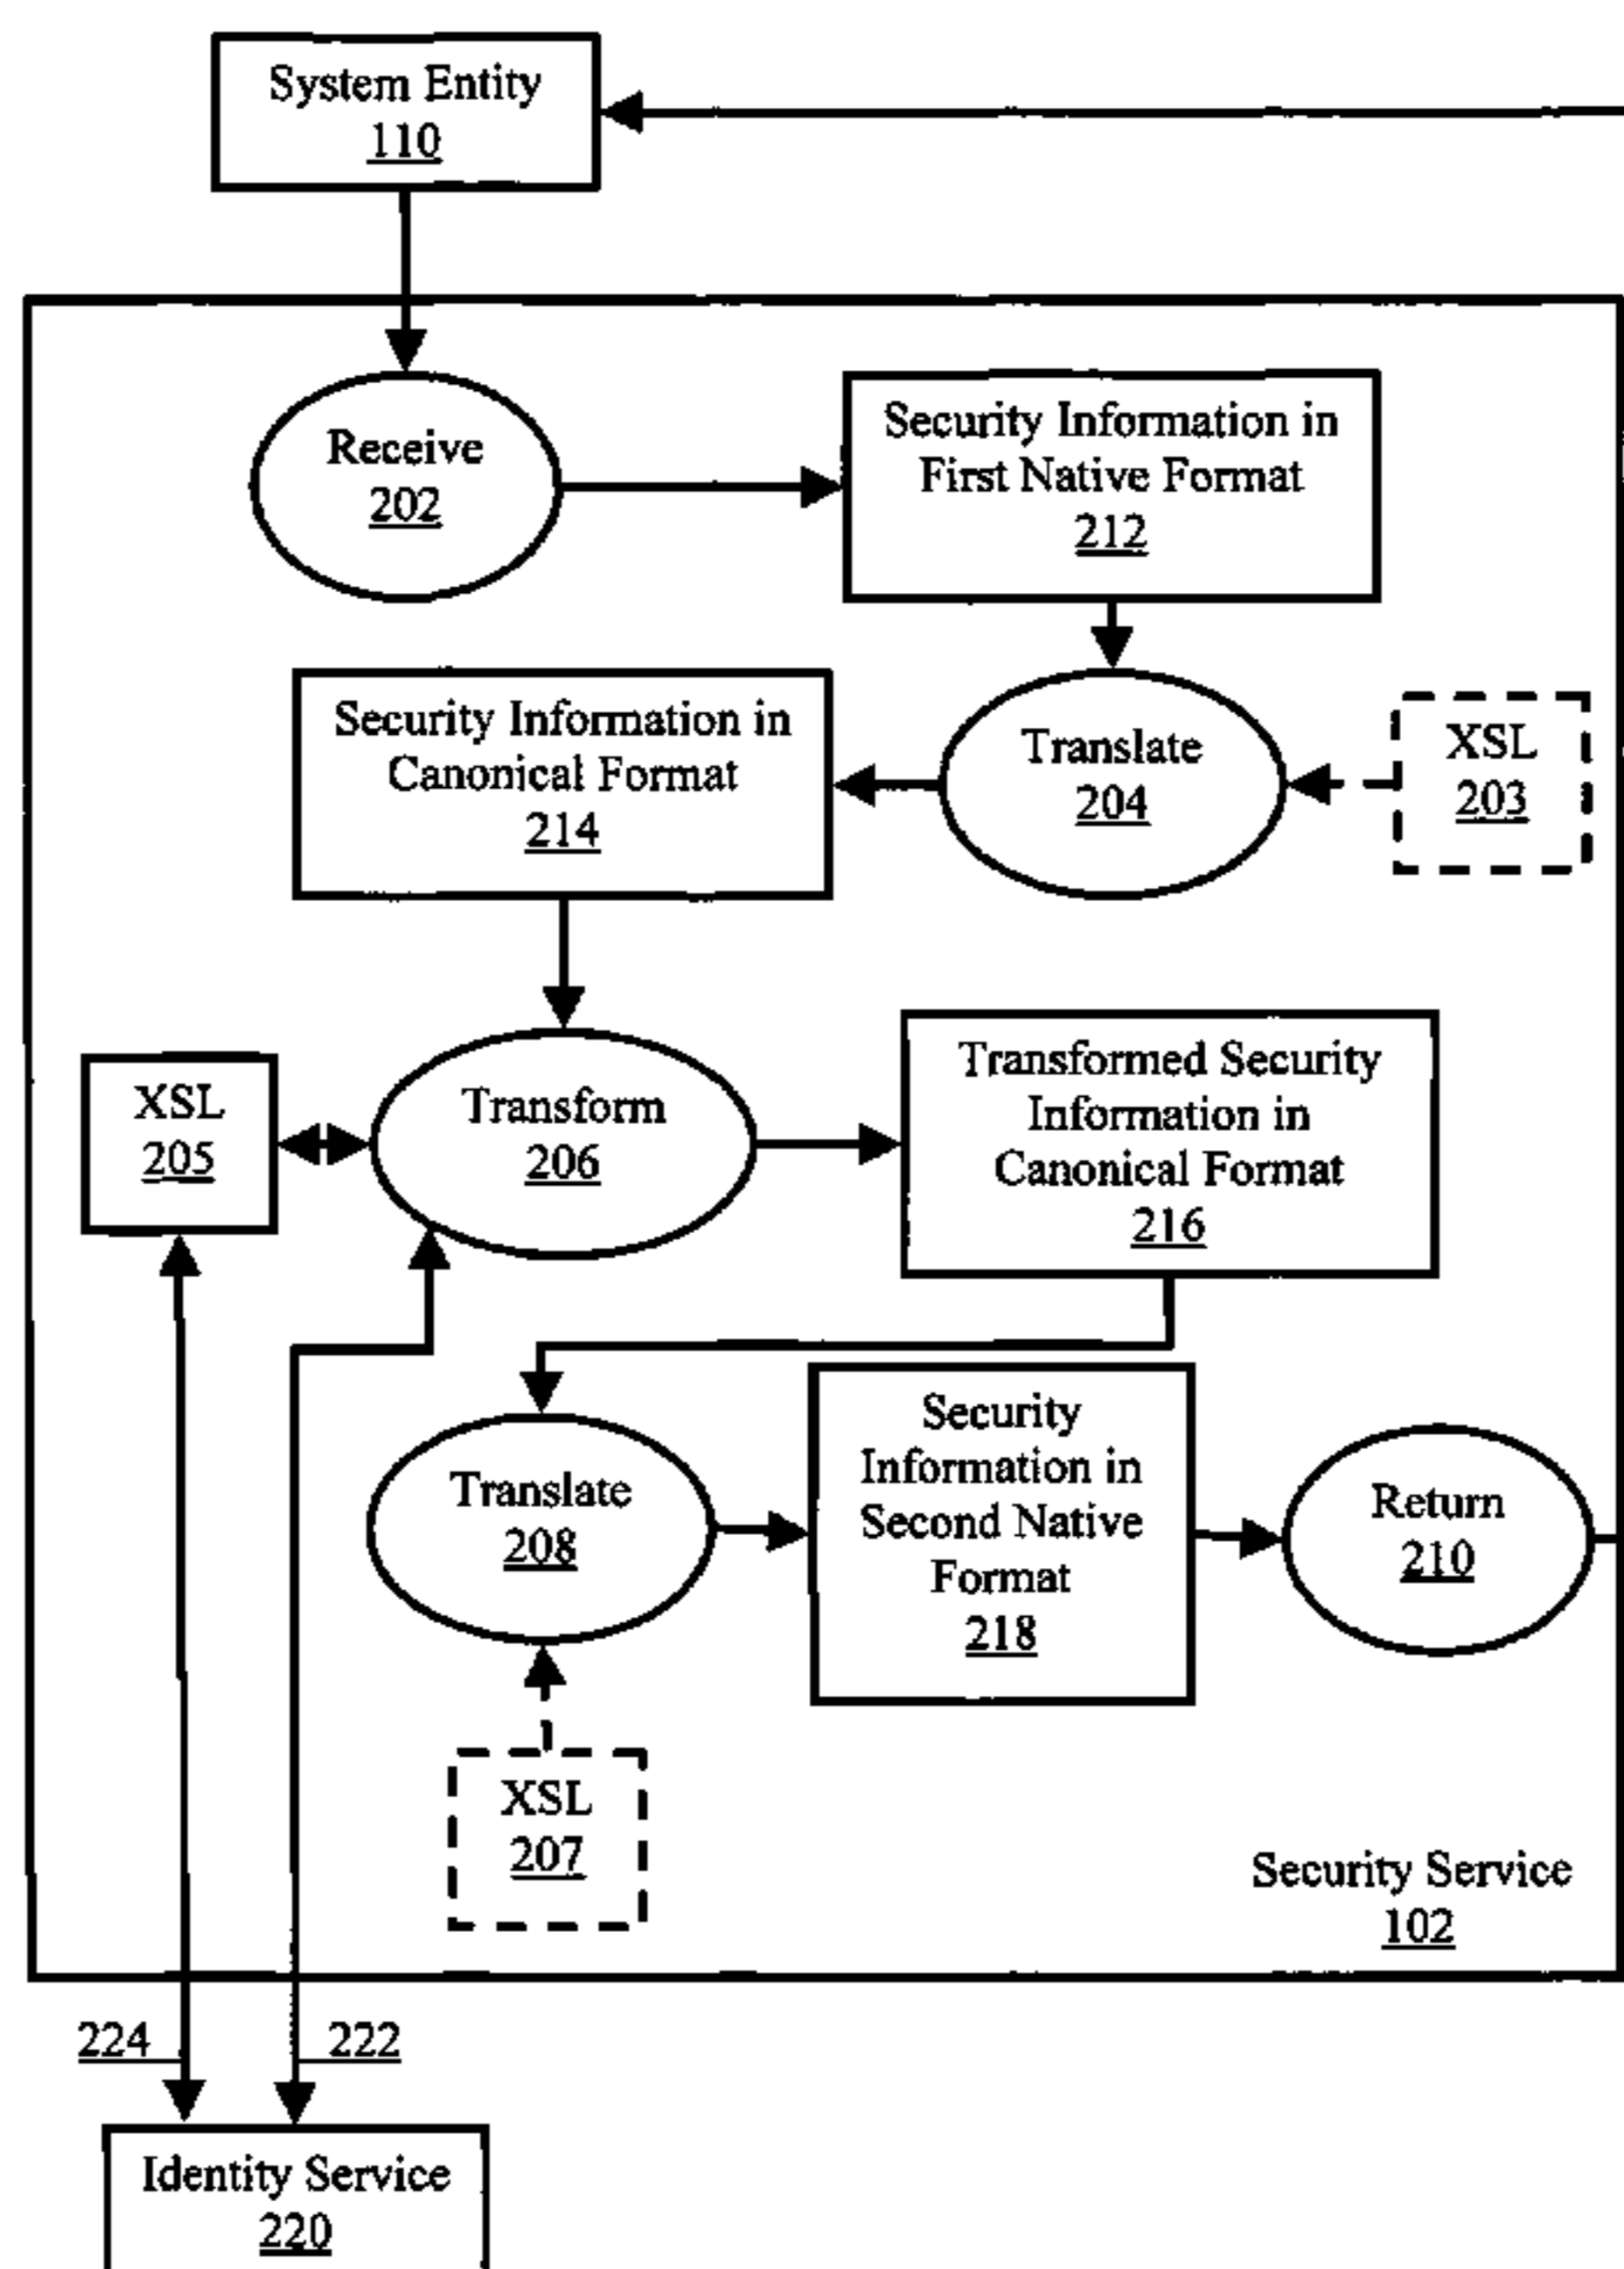 System Entity
110
Receive
202
Security Information in
First Native Format
212
Security Information in
Canonical Format
214
Translate
204
XSL
203
XSL
205
Transform
206
Transformed Security
Information in
Canonical Format
216
Translate
208
Security
Information in
Second Native
Format
218
Return
210
XSL
207
Security Service
102
224
222
Identity Service
220